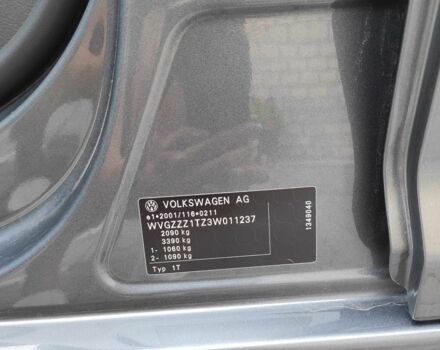 VOLKSWAGEN AG
e1*2001/116*0211
WVGZZZ1TZ3W011237
2090 kg
3390 kg
1- 1060 kg
2- 1090 kg
Typ 1T
1349040